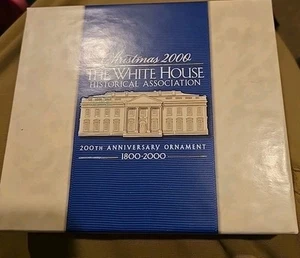 Christmas 2000
THE WHITE HOUSE
HISTORICAL ASSOCIATION
200TH ANNIVERSARY ORNAMENT
1800-2000